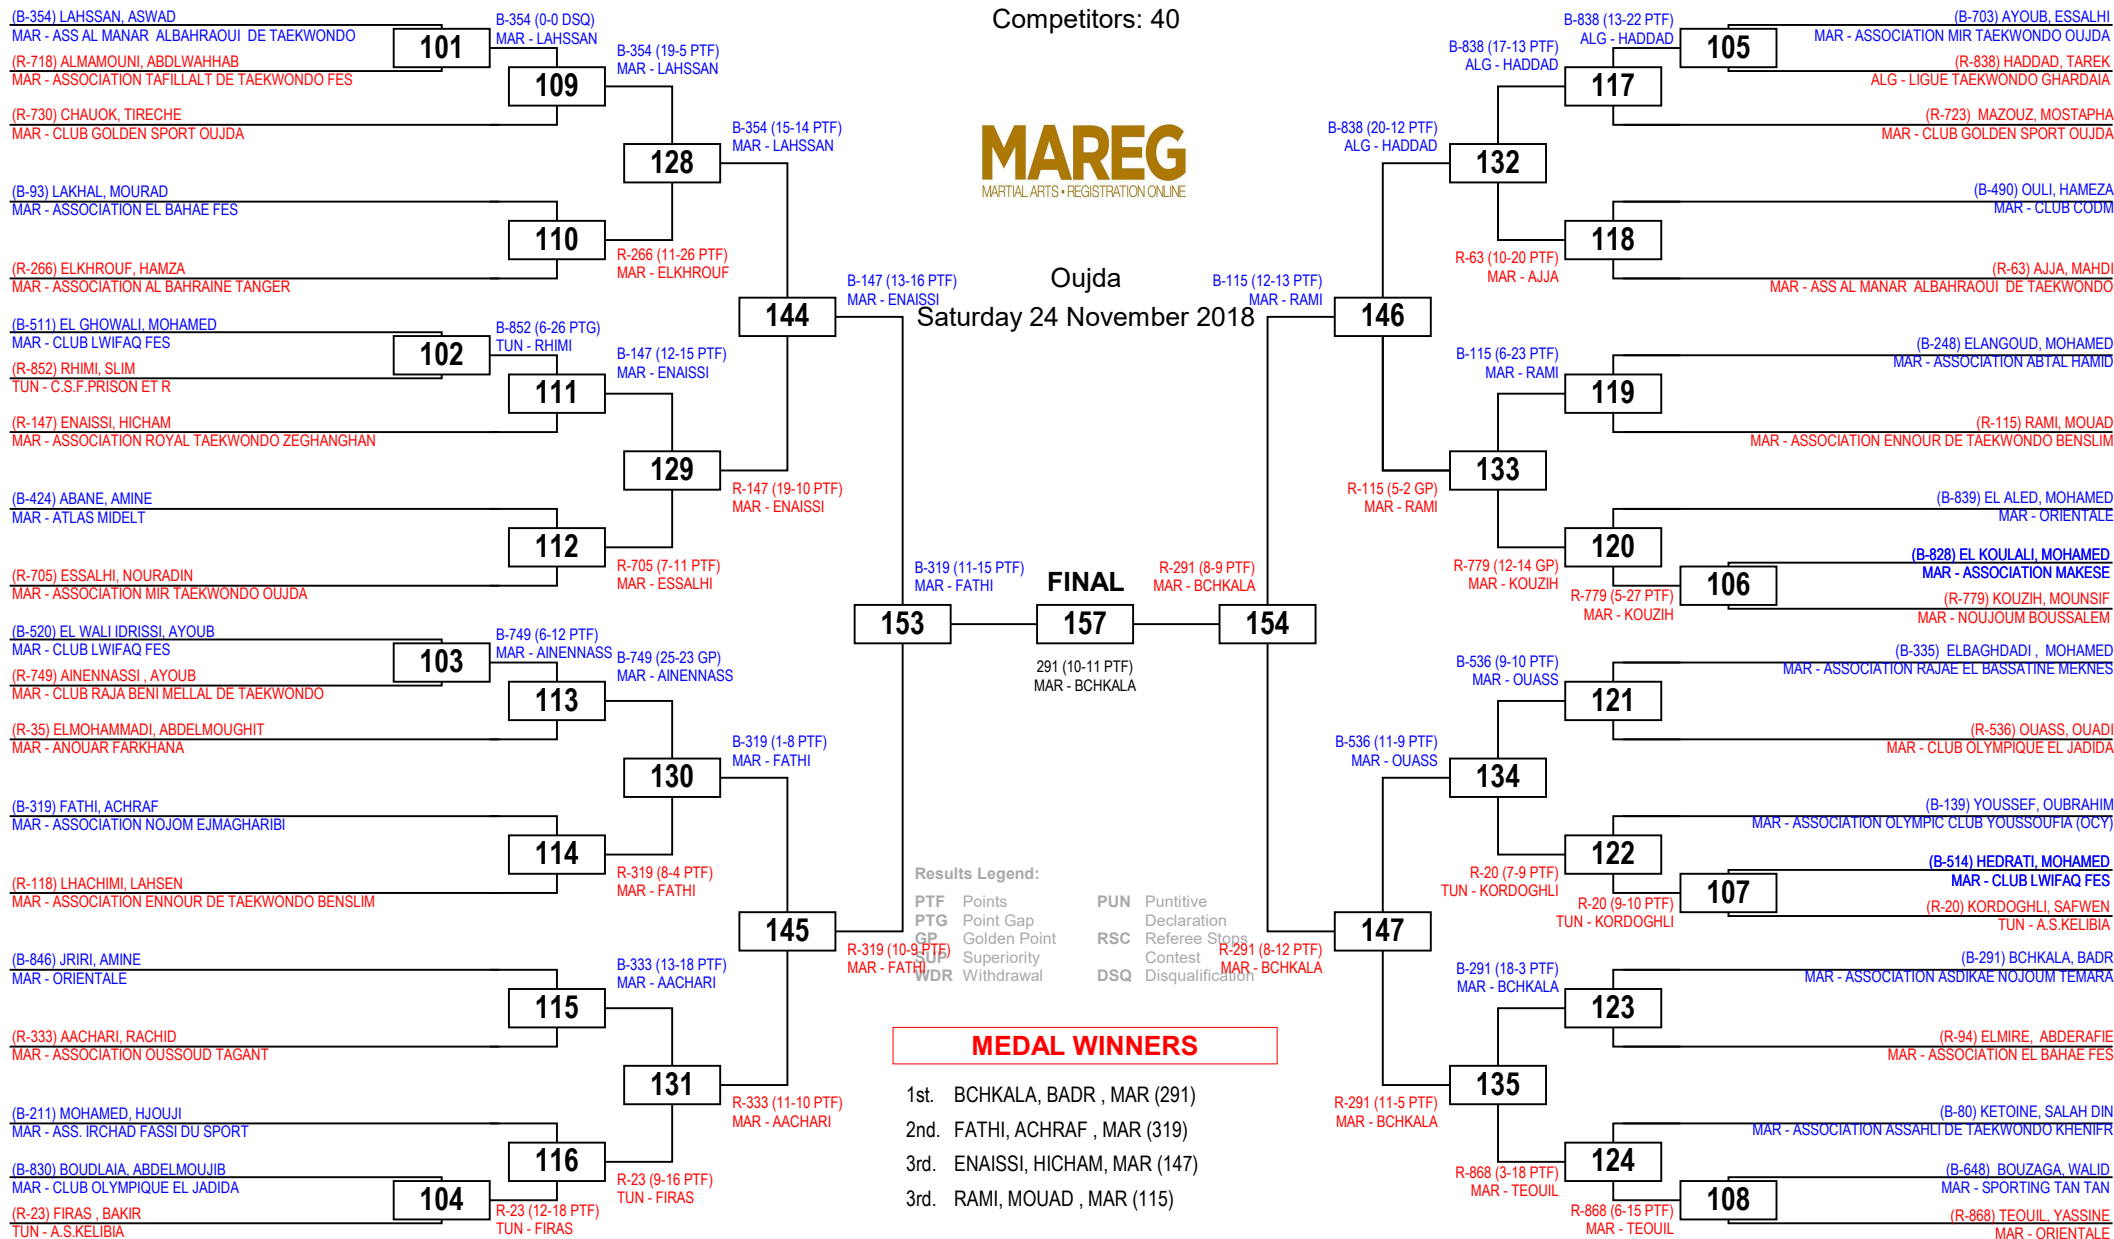 Competitors: 40
MAREG
MARTIAL ARTS • REGISTRATION ONLINE
Oujda
Saturday 24 November 2018
(B-354) LAHSSAN, ASWAD
MAR - ASS AL MANAR ALBAHRAOUI DE TAEKWONDO
101
(R-718) ALMAMOUNI, ABDLWAHHAB
MAR - ASSOCIATION TAFILLALT DE TAEKWONDO FES
B-354 (0-0 DSQ)
MAR - LAHSSAN
109
(R-730) CHAUOK, TIRECHE
MAR - CLUB GOLDEN SPORT OUJDA
B-354 (19-5 PTF)
MAR - LAHSSAN
128
(B-93) LAKHAL, MOURAD
MAR - ASSOCIATION EL BAHAE FES
110
(R-266) ELKHROUF, HAMZA
MAR - ASSOCIATION AL BAHRAINE TANGER
R-266 (11-26 PTF)
MAR - ELKHROUF
B-354 (15-14 PTF)
MAR - LAHSSAN
144
(B-511) EL GHOWALI, MOHAMED
MAR - CLUB LWIFAQ FES
102
(R-852) RHIMI, SLIM
TUN - C.S.F.PRISON ET R
B-852 (6-26 PTG)
TUN - RHIMI
111
(R-147) ENAISSI, HICHAM
MAR - ASSOCIATION ROYAL TAEKWONDO ZEGHANGHAN
B-147 (12-15 PTF)
MAR - ENAISSI
129
(B-424) ABANE, AMINE
MAR - ATLAS MIDELT
112
(R-705) ESSALHI, NOURADIN
MAR - ASSOCIATION MIR TAEKWONDO OUJDA
R-705 (7-11 PTF)
MAR - ESSALHI
R-147 (19-10 PTF)
MAR - ENAISSI
B-147 (13-16 PTF)
MAR - ENAISSI
153
(B-520) EL WALI IDRISSI, AYOUB
MAR - CLUB LWIFAQ FES
103
(R-749) AINENNASSI , AYOUB
MAR - CLUB RAJA BENI MELLAL DE TAEKWONDO
B-749 (6-12 PTF)
MAR - AINENNASS
113
(R-35) ELMOHAMMADI, ABDELMOUGHIT
MAR - ANOUAR FARKHANA
B-749 (25-23 GP)
MAR - AINENNASS
130
(B-319) FATHI, ACHRAF
MAR - ASSOCIATION NOJOM EJMAGHARIBI
114
(R-118) LHACHIMI, LAHSEN
MAR - ASSOCIATION ENNOUR DE TAEKWONDO BENSLIM
R-319 (8-4 PTF)
MAR - FATHI
B-319 (1-8 PTF)
MAR - FATHI
145
(B-846) JRIRI, AMINE
MAR - ORIENTALE
115
(R-333) AACHARI, RACHID
MAR - ASSOCIATION OUSSOUD TAGANT
B-333 (13-18 PTF)
MAR - AACHARI
131
(B-211) MOHAMED, HJOUJI
MAR - ASS. IRCHAD FASSI DU SPORT
116
(B-830) BOUDLAIA, ABDELMOUJIB
MAR - CLUB OLYMPIQUE EL JADIDA
104
(R-23) FIRAS , BAKIR
TUN - A.S.KELIBIA
R-23 (12-18 PTF)
TUN - FIRAS
R-23 (9-16 PTF)
TUN - FIRAS
R-333 (11-10 PTF)
MAR - AACHARI
R-319 (10-9 PTF)
MAR - FATHI
B-319 (11-15 PTF)
MAR - FATHI
FINAL
157
291 (10-11 PTF)
MAR - BCHKALA
R-291 (8-9 PTF)
MAR - BCHKALA
154
B-115 (12-13 PTF)
MAR - RAMI
146
B-838 (20-12 PTF)
ALG - HADDAD
132
B-838 (17-13 PTF)
ALG - HADDAD
117
B-838 (13-22 PTF)
ALG - HADDAD
105
(B-703) AYOUB, ESSALHI
MAR - ASSOCIATION MIR TAEKWONDO OUJDA
(R-838) HADDAD, TAREK
ALG - LIGUE TAEKWONDO GHARDAIA
(R-723) MAZOUZ, MOSTAPHA
MAR - CLUB GOLDEN SPORT OUJDA
R-63 (10-20 PTF)
MAR - AJJA
118
(B-490) OULI, HAMEZA
MAR - CLUB CODM
(R-63) AJJA, MAHDI
MAR - ASS AL MANAR ALBAHRAOUI DE TAEKWONDO
R-115 (5-2 GP)
MAR - RAMI
133
B-115 (6-23 PTF)
MAR - RAMI
119
(B-248) ELANGOUD, MOHAMED
MAR - ASSOCIATION ABTAL HAMID
(R-115) RAMI, MOUAD
MAR - ASSOCIATION ENNOUR DE TAEKWONDO BENSLIM
R-779 (12-14 GP)
MAR - KOUZIH
120
(B-839) EL ALED, MOHAMED
MAR - ORIENTALE
R-779 (5-27 PTF)
MAR - KOUZIH
106
(B-828) EL KOULALI, MOHAMED
MAR - ASSOCIATION MAKESE
(R-779) KOUZIH, MOUNSIF
MAR - NOUJOUM BOUSSALEM
R-291 (8-12 PTF)
MAR - BCHKALA
147
B-536 (11-9 PTF)
MAR - OUASS
134
B-536 (9-10 PTF)
MAR - OUASS
121
(B-335) ELBAGHDADI , MOHAMED
MAR - ASSOCIATION RAJAE EL BASSATINE MEKNES
(R-536) OUASS, OUADI
MAR - CLUB OLYMPIQUE EL JADIDA
R-20 (7-9 PTF)
TUN - KORDOGHLI
122
(B-139) YOUSSEF, OUBRAHIM
MAR - ASSOCIATION OLYMPIC CLUB YOUSSOUFIA (OCY)
R-20 (9-10 PTF)
TUN - KORDOGHLI
107
(B-514) HEDRATI, MOHAMED
MAR - CLUB LWIFAQ FES
(R-20) KORDOGHLI, SAFWEN
TUN - A.S.KELIBIA
R-291 (11-5 PTF)
MAR - BCHKALA
135
B-291 (18-3 PTF)
MAR - BCHKALA
123
(B-291) BCHKALA, BADR
MAR - ASSOCIATION ASDIKAE NOJOUM TEMARA
(R-94) ELMIRE, ABDERAFIE
MAR - ASSOCIATION EL BAHAE FES
R-868 (3-18 PTF)
MAR - TEOUIL
124
(B-80) KETOINE, SALAH DIN
MAR - ASSOCIATION ASSAHLI DE TAEKWONDO KHENIFR
R-868 (6-15 PTF)
MAR - TEOUIL
108
(B-648) BOUZAGA, WALID
MAR - SPORTING TAN TAN
(R-868) TEOUIL, YASSINE
MAR - ORIENTALE
Results Legend:
PTF Points
PTG Point Gap
GP Golden Point
SUP Superiority
WDR Withdrawal
PUN Puntitive
Declaration
RSC Referee Stops
Contest
DSQ Disqualification
MEDAL WINNERS
1st. BCHKALA, BADR , MAR (291)
2nd. FATHI, ACHRAF , MAR (319)
3rd. ENAISSI, HICHAM, MAR (147)
3rd. RAMI, MOUAD , MAR (115)